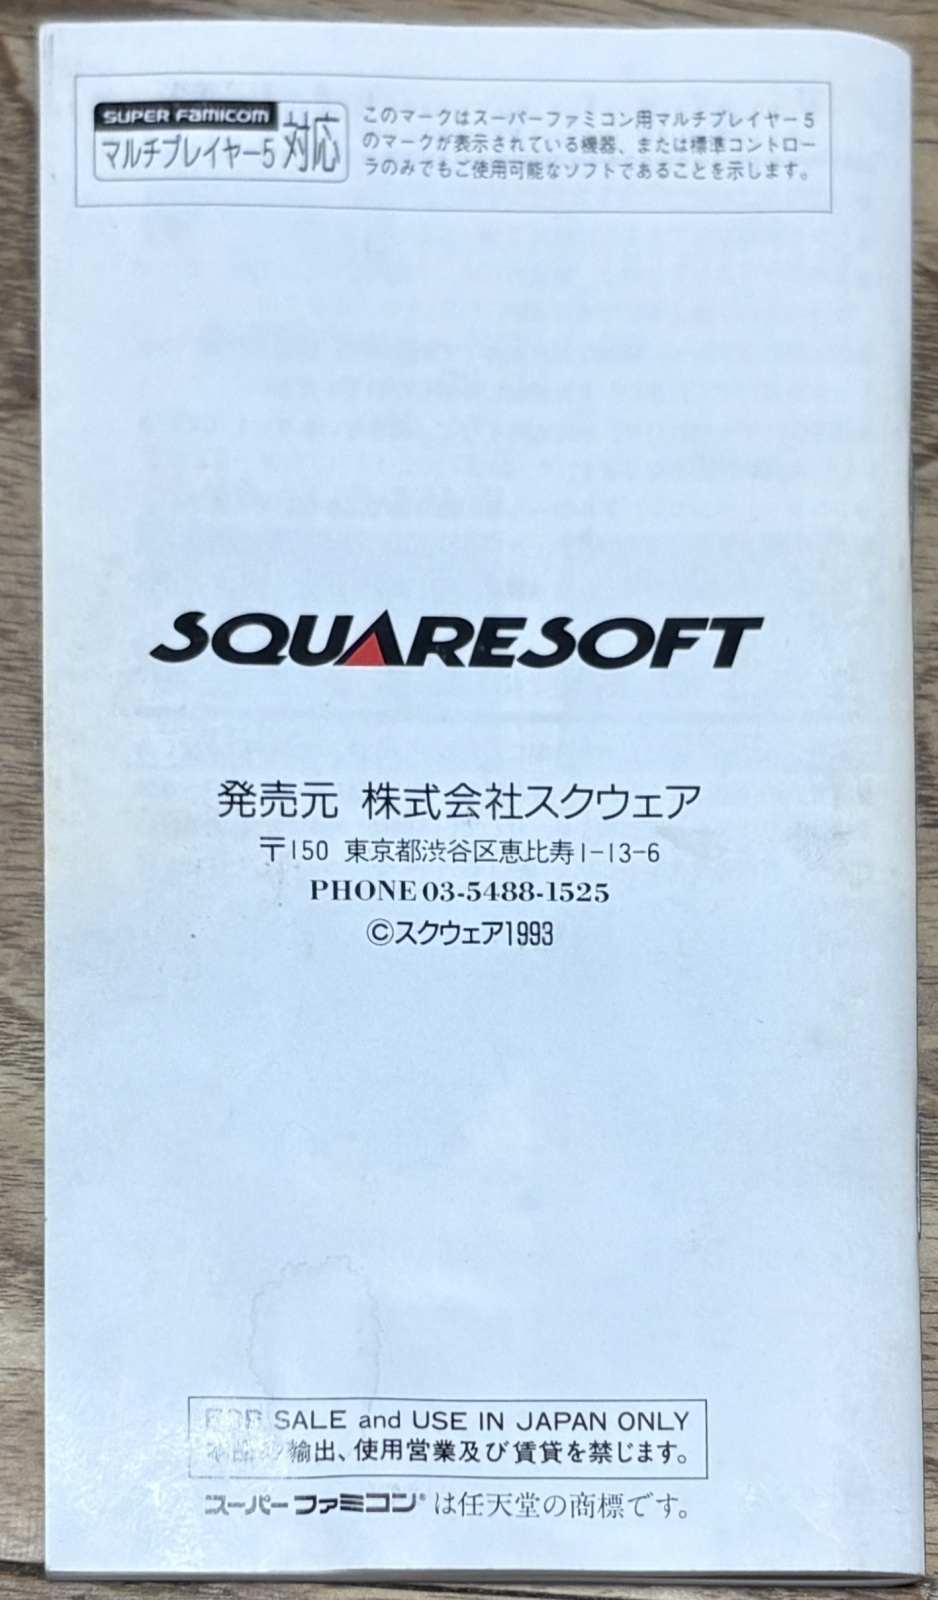 SUPER Famicom
マルチプレイヤー5 対応
このマークはスーパーファミコン用マルチプレイヤー5
のマークが表示されている機器、または標準コントロー
ラのみでもご使用可能なソフトであることを示します。
SQUARESOFT
発売元 株式会社スクウェア
〒150 東京都渋谷区恵比寿1-13-6
PHONE 03-5488-1525
©スクウェア1993
FOR SALE and USE IN JAPAN ONLY
輸出、使用営業及び賃貸を禁じます。
スーパーファミコン®は任天堂の商標です。